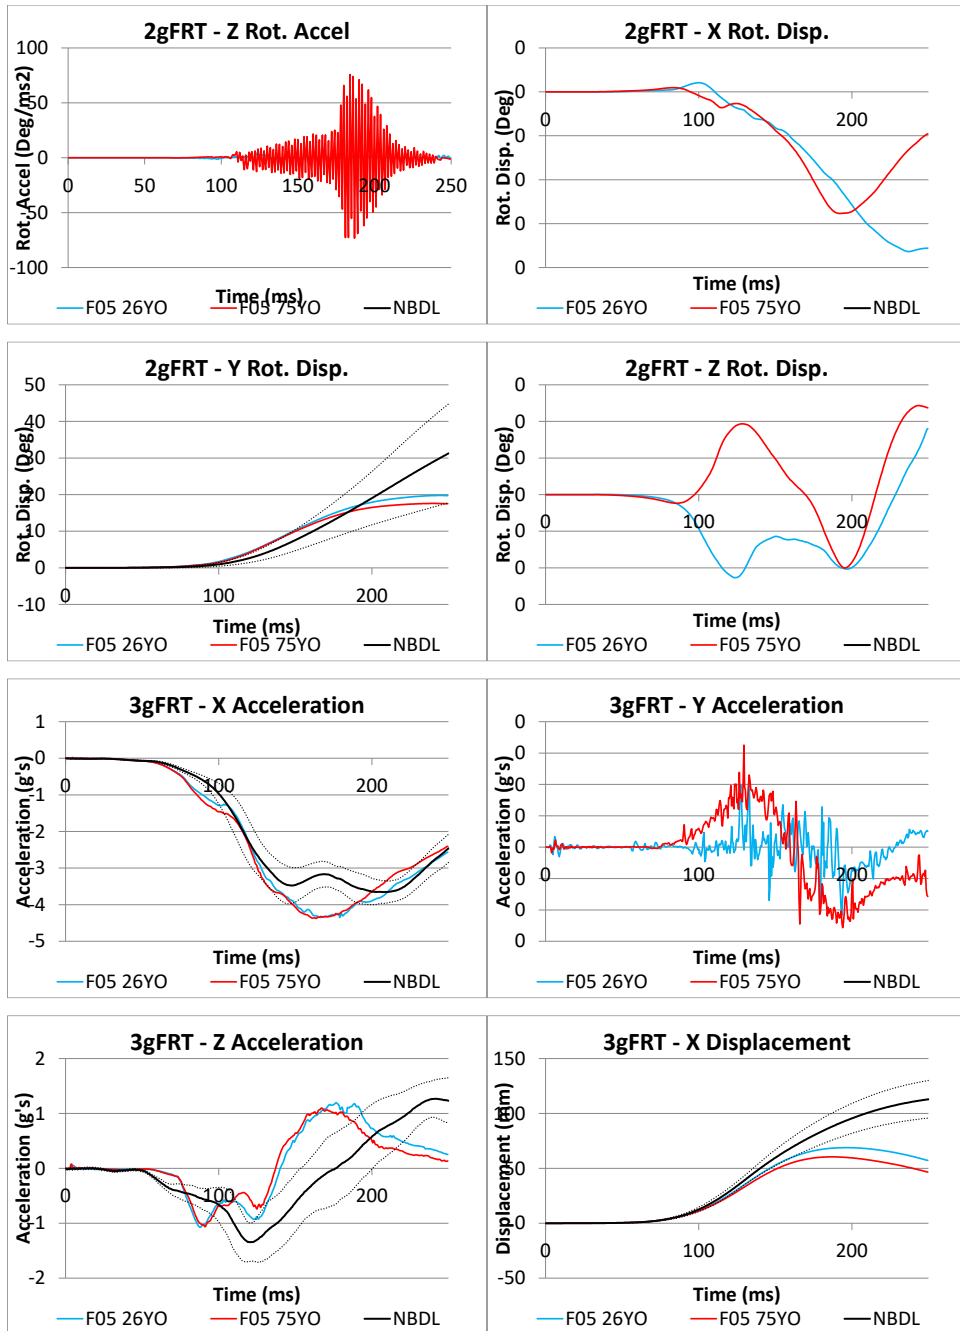 2gFRT - Z Rot. Accel
Rot. Accel (Deg/ms2)
100
50
0
-50
-100
0 50 100 150 200 250
Time (ms)
F05 26YO F05 75YO NBDL
2gFRT - X Rot. Disp.
Rot. Disp. (Deg)
0
0
0
0
0
0
100 200
Time (ms)
F05 26YO F05 75YO NBDL
2gFRT - Y Rot. Disp.
Rot. Disp. (Deg)
50
40
30
20
10
0
-10
0 100 200
Time (ms)
F05 26YO F05 75YO NBDL
2gFRT - Z Rot. Disp.
Rot. Disp. (Deg)
0
0
0
0
0
0
0
100 200
Time (ms)
F05 26YO F05 75YO NBDL
3gFRT - X Acceleration
Acceleration (g's)
1
0
-1
-2
-3
-4
-5
0 100 200
Time (ms)
F05 26YO F05 75YO NBDL
3gFRT - Y Acceleration
Acceleration (g's)
0
0
0
0
0
0
0
0
0 100 200
Time (ms)
F05 26YO F05 75YO NBDL
3gFRT - Z Acceleration
Acceleration (g's)
2
1
0
-1
-2
0 100 200
Time (ms)
F05 26YO F05 75YO NBDL
3gFRT - X Displacement
Displacement (mm)
150
100
50
0
-50
0 100 200
Time (ms)
F05 26YO F05 75YO NBDL